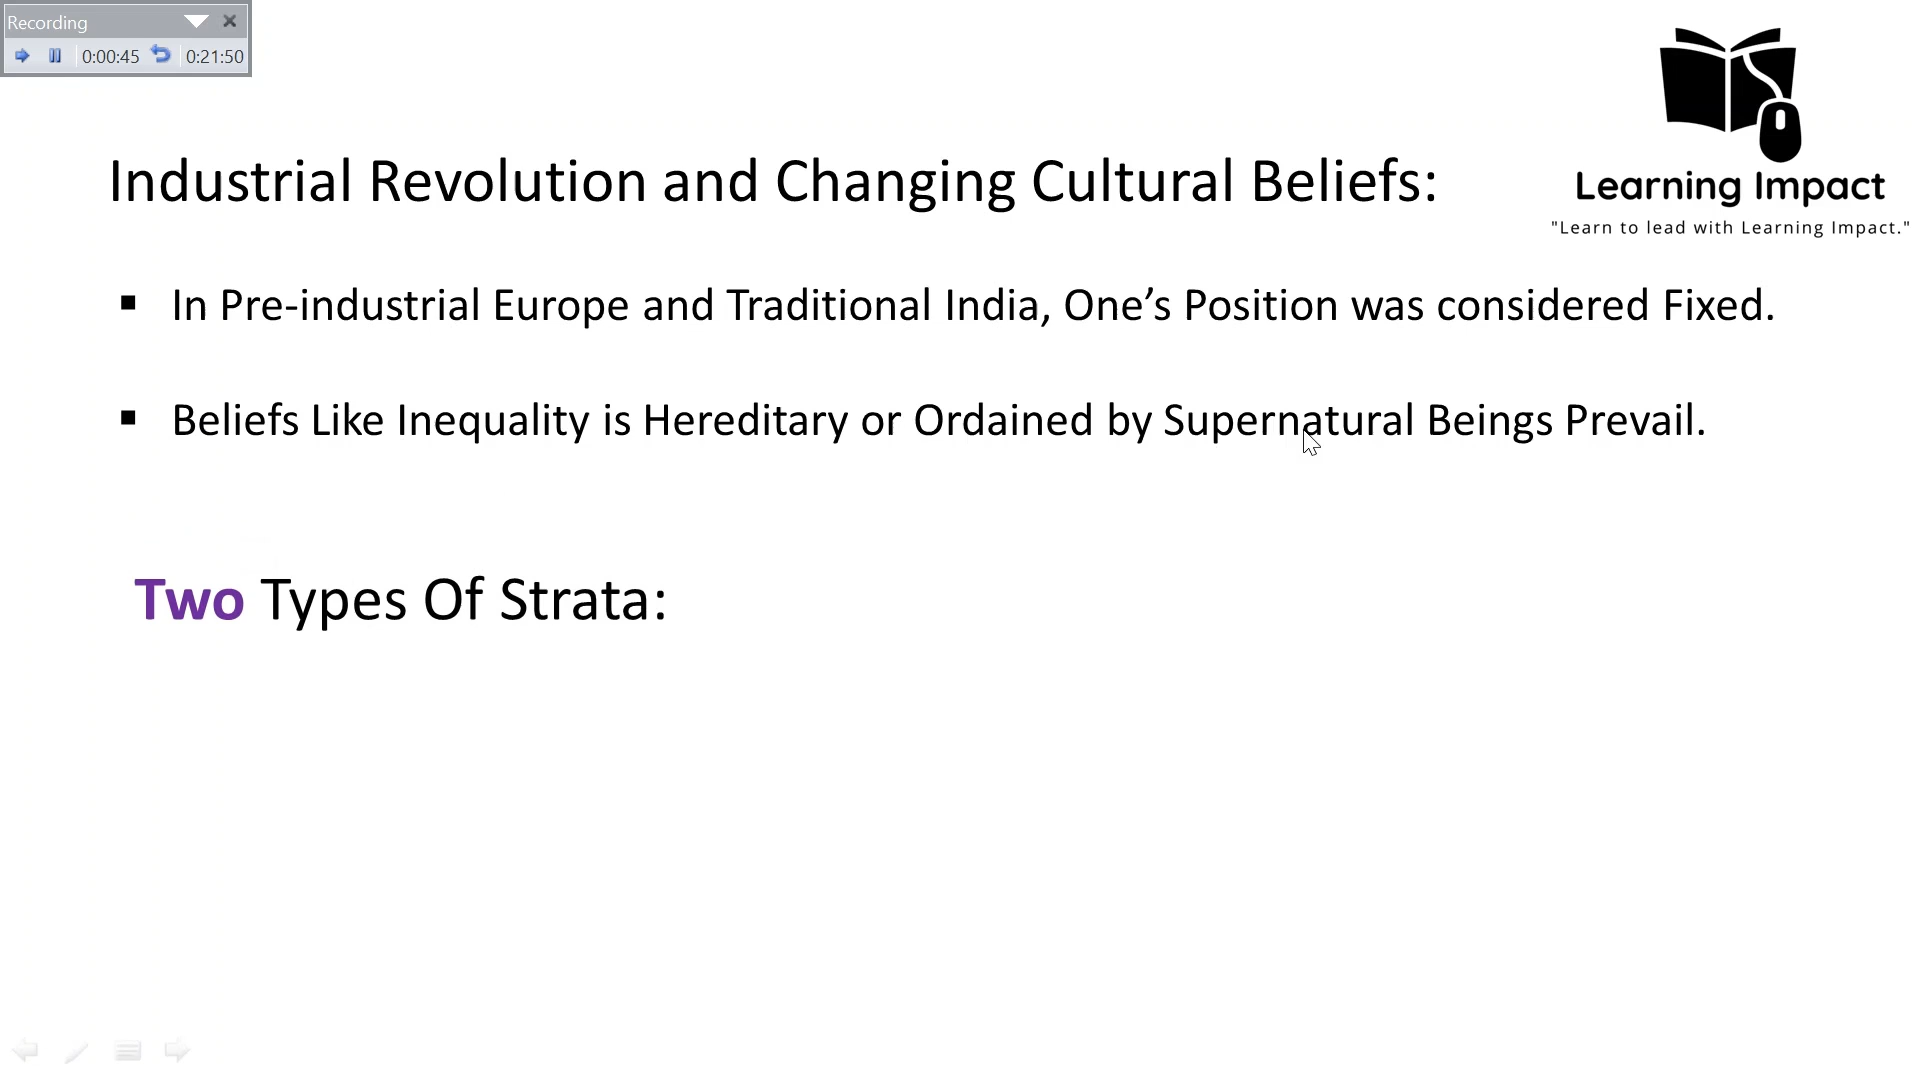 Recording
0:00:45 0:21:50
Learning Impact
"Learn to lead with Learning Impact."
Industrial Revolution and Changing Cultural Beliefs:
▪ In Pre-industrial Europe and Traditional India, One’s Position was considered Fixed.
▪ Beliefs Like Inequality is Hereditary or Ordained by Supernatural Beings Prevail.
Two Types Of Strata: